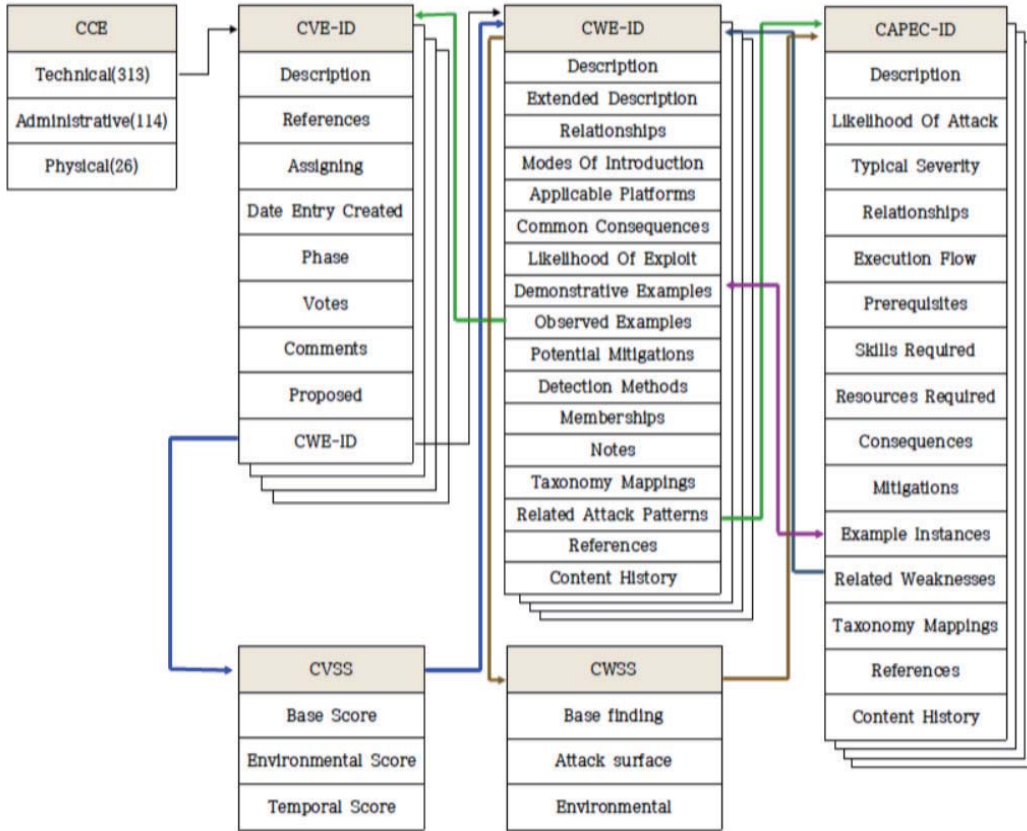 CCE
Technical(313)
Administrative(114)
Physical(26)
CVE-ID
Description
References
Assigning
Date Entry Created
Phase
Votes
Comments
Proposed
CWE-ID
CWE-ID
Description
Extended Description
Relationships
Modes Of Introduction
Applicable Platforms
Common Consequences
Likelihood Of Exploit
Demonstrative Examples
Observed Examples
Potential Mitigations
Detection Methods
Memberships
Notes
Taxonomy Mappings
Related Attack Patterns
References
Content History
CAPEC-ID
Description
Likelihood Of Attack
Typical Severity
Relationships
Execution Flow
Prerequisites
Skills Required
Resources Required
Consequences
Mitigations
Example Instances
Related Weaknesses
Taxonomy Mappings
References
Content History
CVSS
Base Score
Environmental Score
Temporal Score
CWSS
Base finding
Attack surface
Environmental